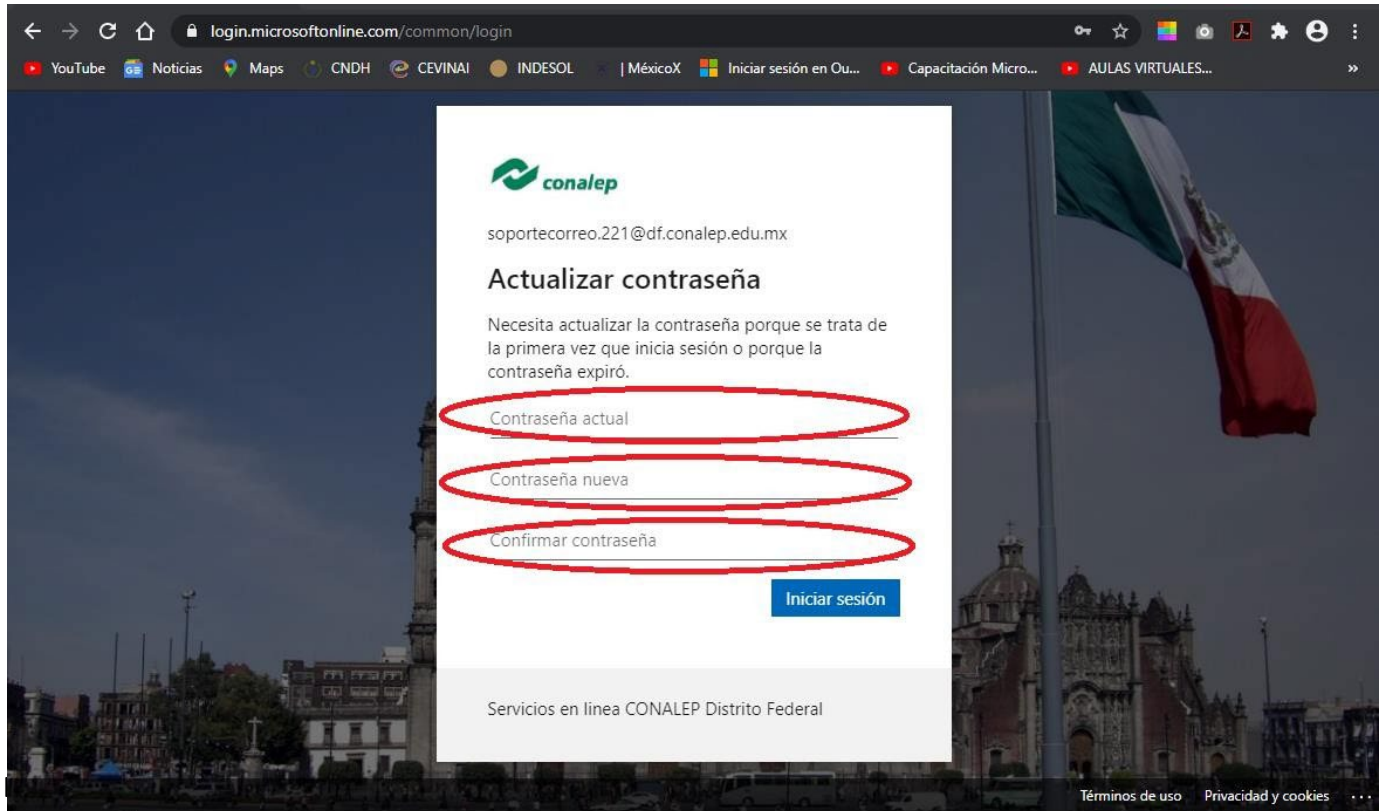 login.microsoftonline.com/common/login
YouTube GE Noticias Maps CNDH CEVINAI INDESOL | MéxicoX Iniciar sesión en Ou... Capacitación Micro... AULAS VIRTUALES... »
conalep
soportecorreo.221@df.conalep.edu.mx
Actualizar contraseña
Necesita actualizar la contraseña porque se trata de
la primera vez que inicia sesión o porque la
contraseña expiró.
Contraseña actual
Contraseña nueva
Confirmar contraseña
Iniciar sesión
Servicios en linea CONALEP Distrito Federal
Términos de uso Privacidad y cookies ...